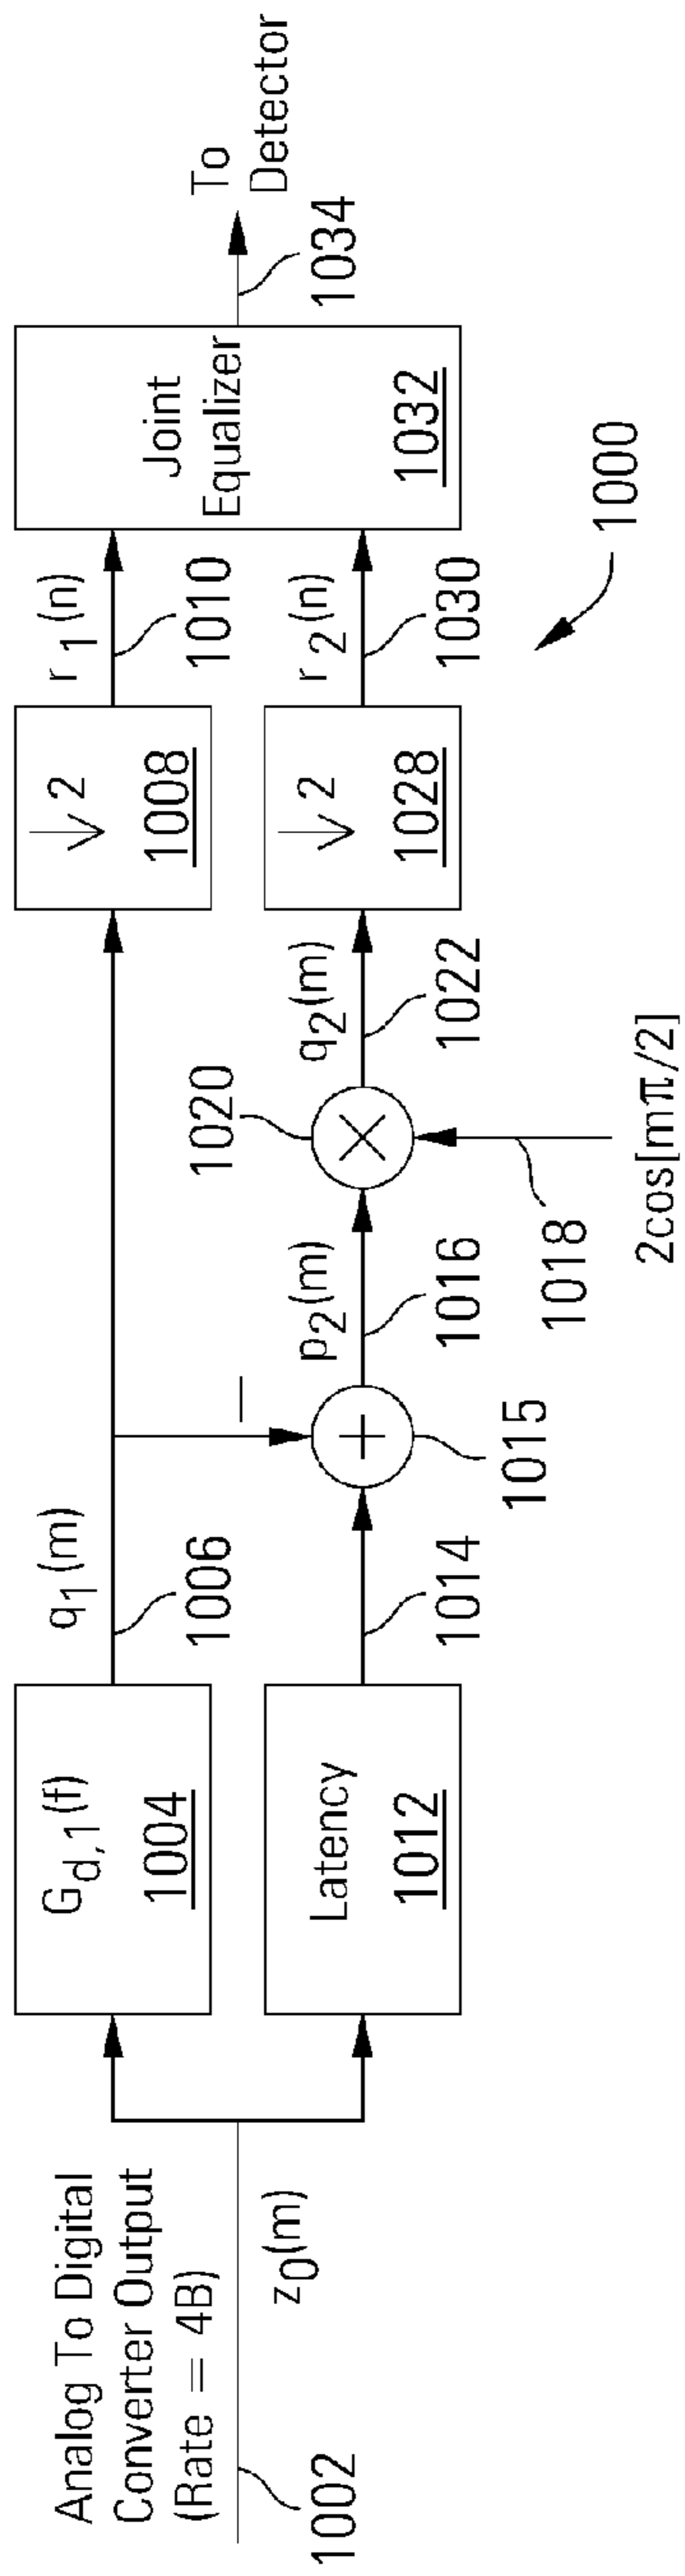 Analog To Digital
Converter Output
(Rate = 4B)
z0(m)
1002
Gd,1(f)
1004
Latency
1012
q1(m)
1006
1014
−
+
1015
p2(m)
1016
×
1020
1018
2cos[mπ/2]
q2(m)
1022
↓2
1008
↓2
1028
r1(n)
1010
r2(n)
1030
Joint
Equalizer
1032
1034
To
Detector
1000